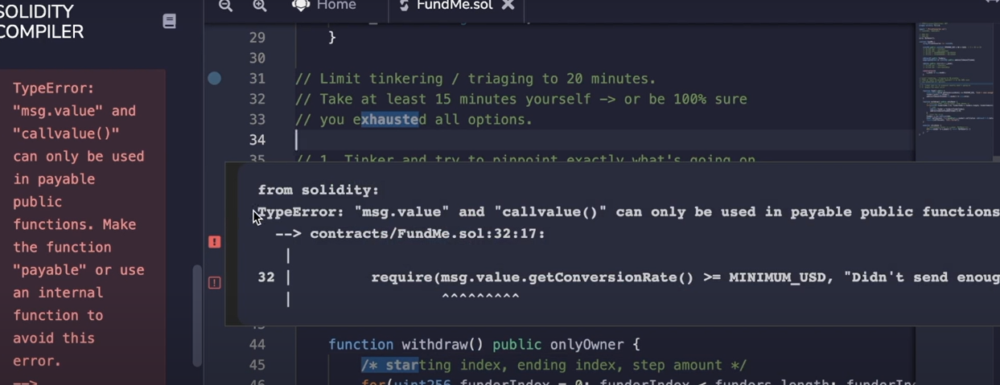 SOLIDITY
COMPILER
Home
FundMe.sol
TypeError:
"msg.value" and
"callvalue()"
can only be used
in payable
public
functions. Make
the function
"payable" or use
an internal
function to
avoid this
error.
-->
29 }
30
31 // Limit tinkering / triaging to 20 minutes.
32 // Take at least 15 minutes yourself -> or be 100% sure
33 // you exhausted all options.
34
35 // 1. Tinker and try to pinpoint exactly what's going on
from solidity:
TypeError: "msg.value" and "callvalue()" can only be used in payable public functions
--> contracts/FundMe.sol:32:17:
|
32 | require(msg.value.getConversionRate() >= MINIMUM_USD, "Didn't send enoug
| ^^^^^^^^^
43
44 function withdraw() public onlyOwner {
45 /* starting index, ending index, step amount */
46 for(uint256 funderIndex = 0; funderIndex < funders.length; funderIn